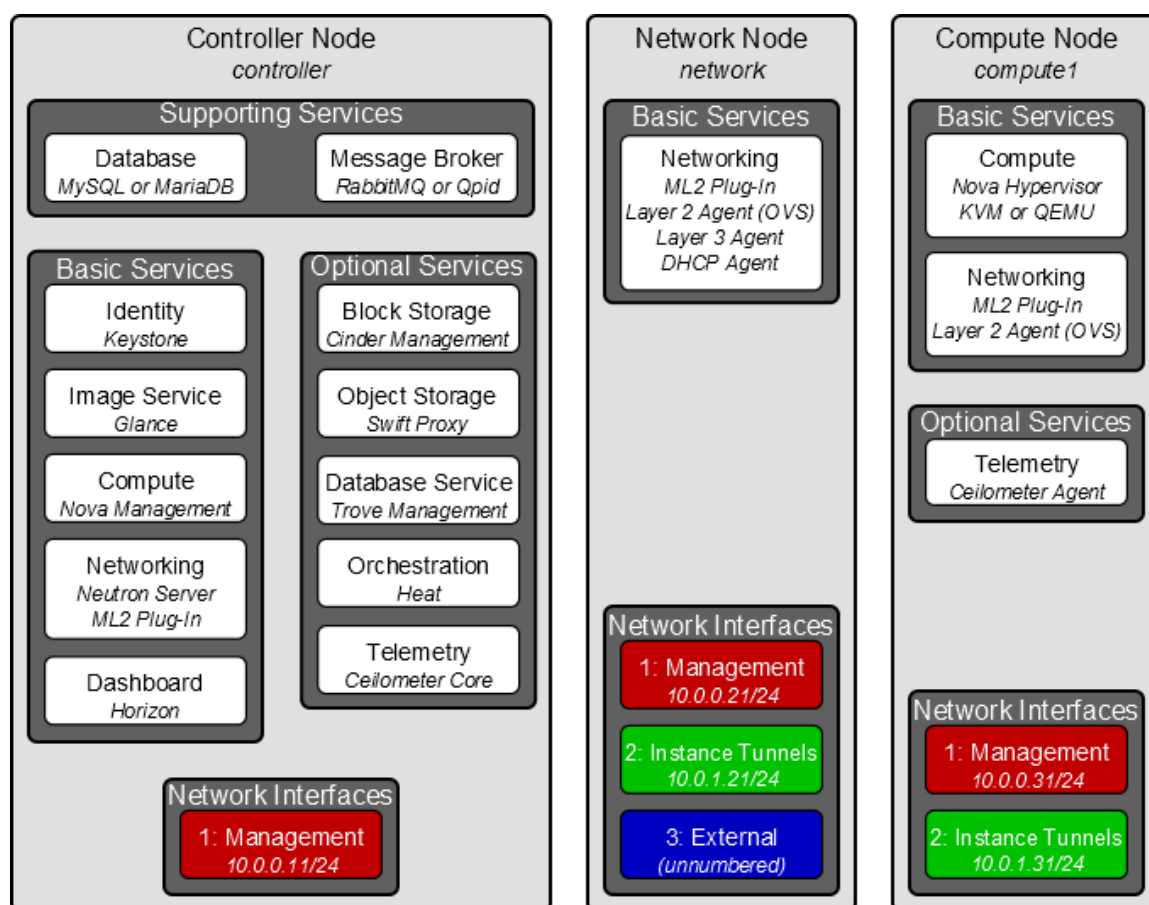 Controller Node
controller
Supporting Services
Database
MySQL or MariaDB
Message Broker
RabbitMQ or Qpid
Basic Services
Identity
Keystone
Image Service
Glance
Compute
Nova Management
Networking
Neutron Server
ML2 Plug-In
Dashboard
Horizon
Optional Services
Block Storage
Cinder Management
Object Storage
Swift Proxy
Database Service
Trove Management
Orchestration
Heat
Telemetry
Ceilometer Core
Network Interfaces
1: Management
10.0.0.11/24
Network Node
network
Basic Services
Networking
ML2 Plug-In
Layer 2 Agent (OVS)
Layer 3 Agent
DHCP Agent
Network Interfaces
1: Management
10.0.0.21/24
2: Instance Tunnels
10.0.1.21/24
3: External
(unnumbered)
Compute Node
compute1
Basic Services
Compute
Nova Hypervisor
KVM or QEMU
Networking
ML2 Plug-In
Layer 2 Agent (OVS)
Optional Services
Telemetry
Ceilometer Agent
Network Interfaces
1: Management
10.0.0.31/24
2: Instance Tunnels
10.0.1.31/24